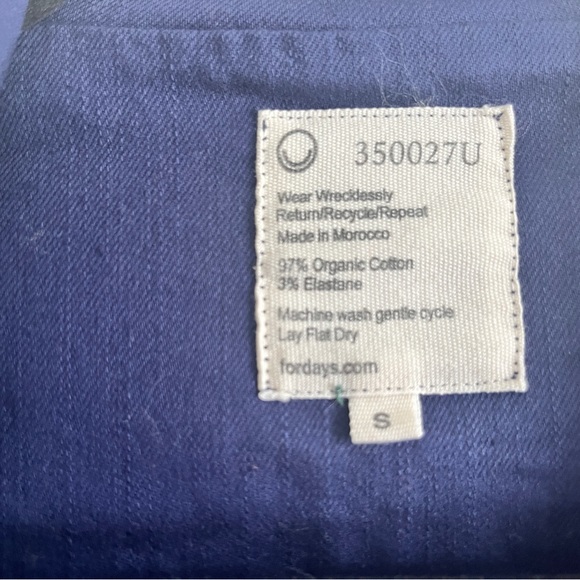 350027U
Wear Wrecklessly
Return/Recycle/Repeat
Made in Morocco
97% Organic Cotton
3% Elastane
Machine wash gentle cycle
Lay Flat Dry
fordays.com
S